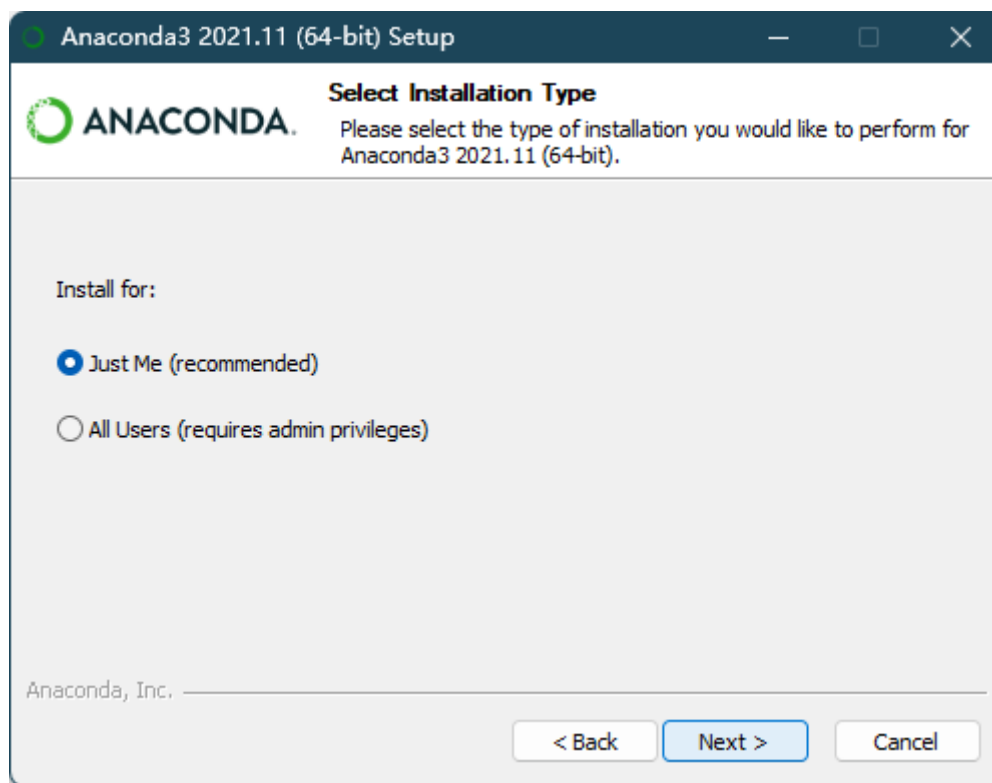 Anaconda3 2021.11 (64-bit) Setup
ANACONDA.
Select Installation Type
Please select the type of installation you would like to perform for
Anaconda3 2021.11 (64-bit).
Install for:
Just Me (recommended)
All Users (requires admin privileges)
Anaconda, Inc.
< Back
Next >
Cancel